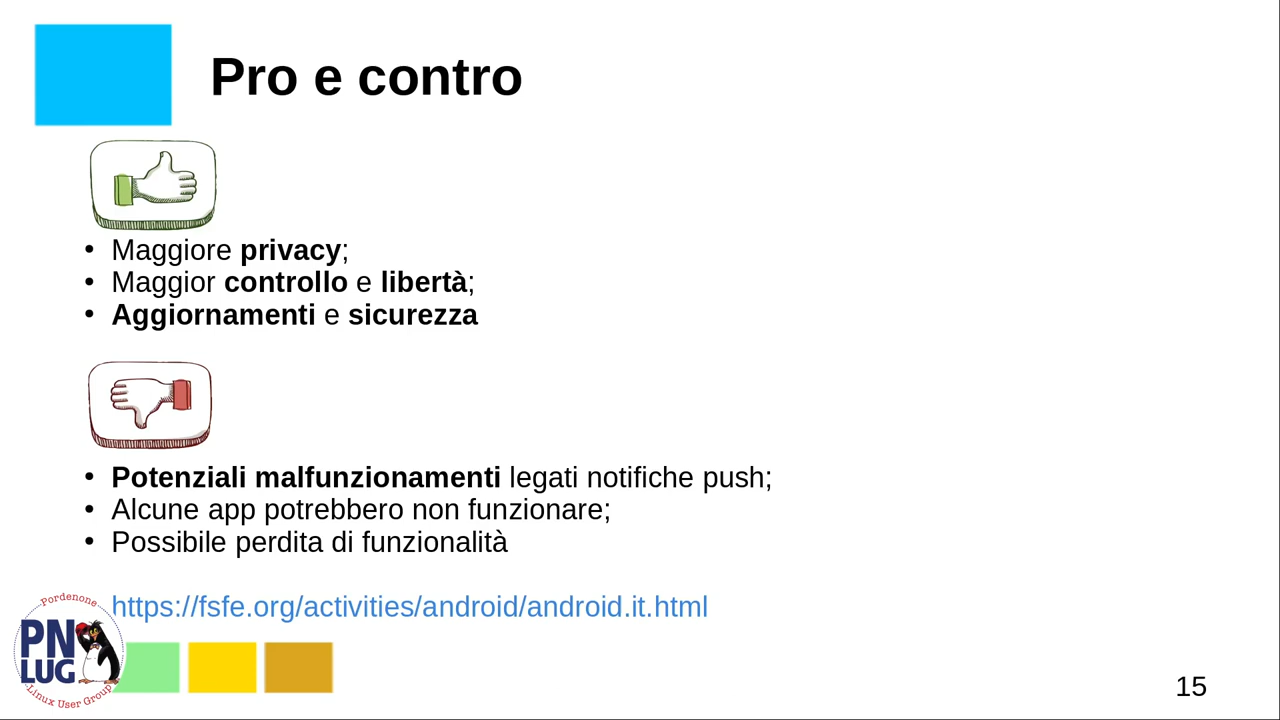 Pro e contro
• Maggiore privacy;
• Maggior controllo e libertà;
• Aggiornamenti e sicurezza
• Potenziali malfunzionamenti legati notifiche push;
• Alcune app potrebbero non funzionare;
• Possibile perdita di funzionalità
https://fsfe.org/activities/android/android.it.html
Pordenone
PN
LUG
Linux User Group
15